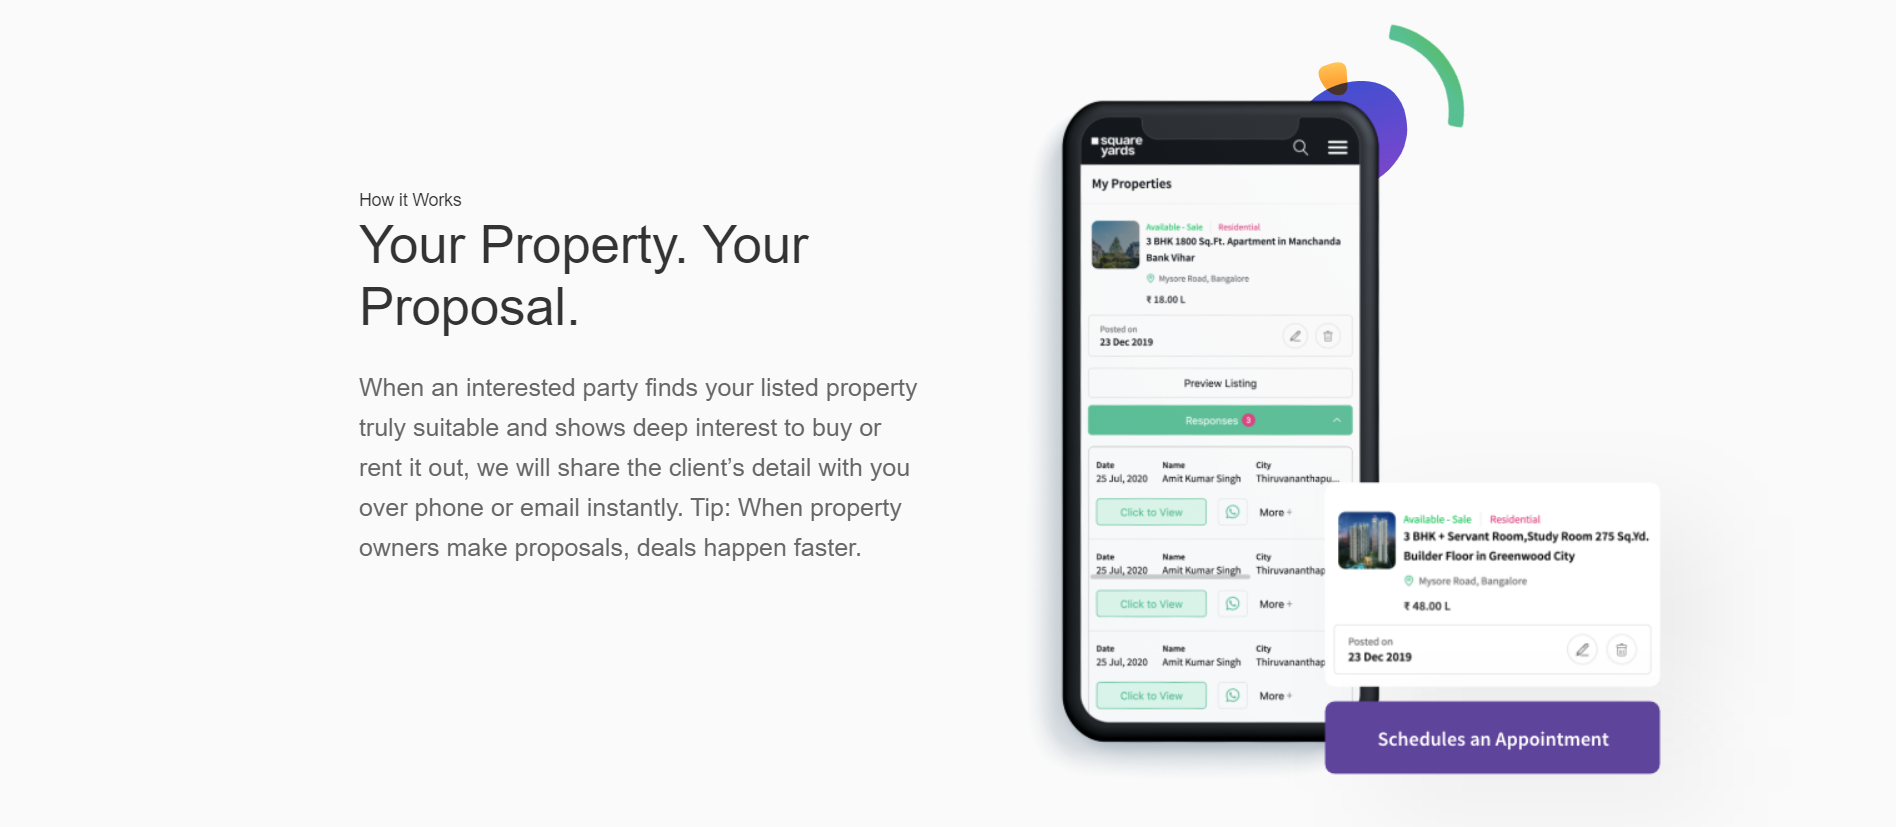 How it Works
Your Property. Your
Proposal.
When an interested party finds your listed property
truly suitable and shows deep interest to buy or
rent it out, we will share the client’s detail with you
over phone or email instantly. Tip: When property
owners make proposals, deals happen faster.
square
yards
My Properties
Available - Sale Residential
3 BHK 1800 Sq.Ft. Apartment in Manchanda
Bank Vihar
Mysore Road, Bangalore
₹ 18.00 L
Posted on
23 Dec 2019
Preview Listing
Responses 3
Date Name City
25 Jul, 2020 Amit Kumar Singh Thiruvananthapu...
Click to View More +
Date Name City
25 Jul, 2020 Amit Kumar Singh Thiruvananthap
Click to View More +
Date Name City
25 Jul, 2020 Amit Kumar Singh Thiruvananthap
Click to View More +
Available - Sale Residential
3 BHK + Servant Room,Study Room 275 Sq.Yd.
Builder Floor in Greenwood City
Mysore Road, Bangalore
₹ 48.00 L
Posted on
23 Dec 2019
Schedules an Appointment